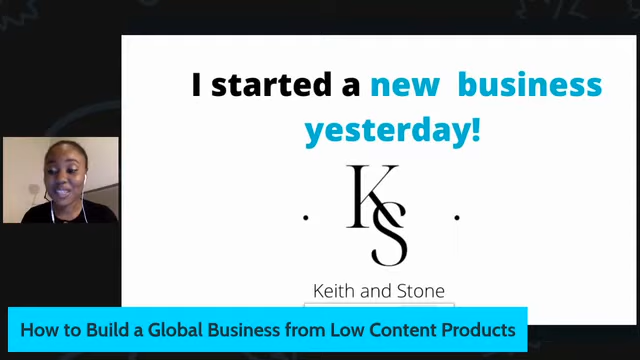 I started a new business
yesterday!
KS
Keith and Stone
How to Build a Global Business from Low Content Products